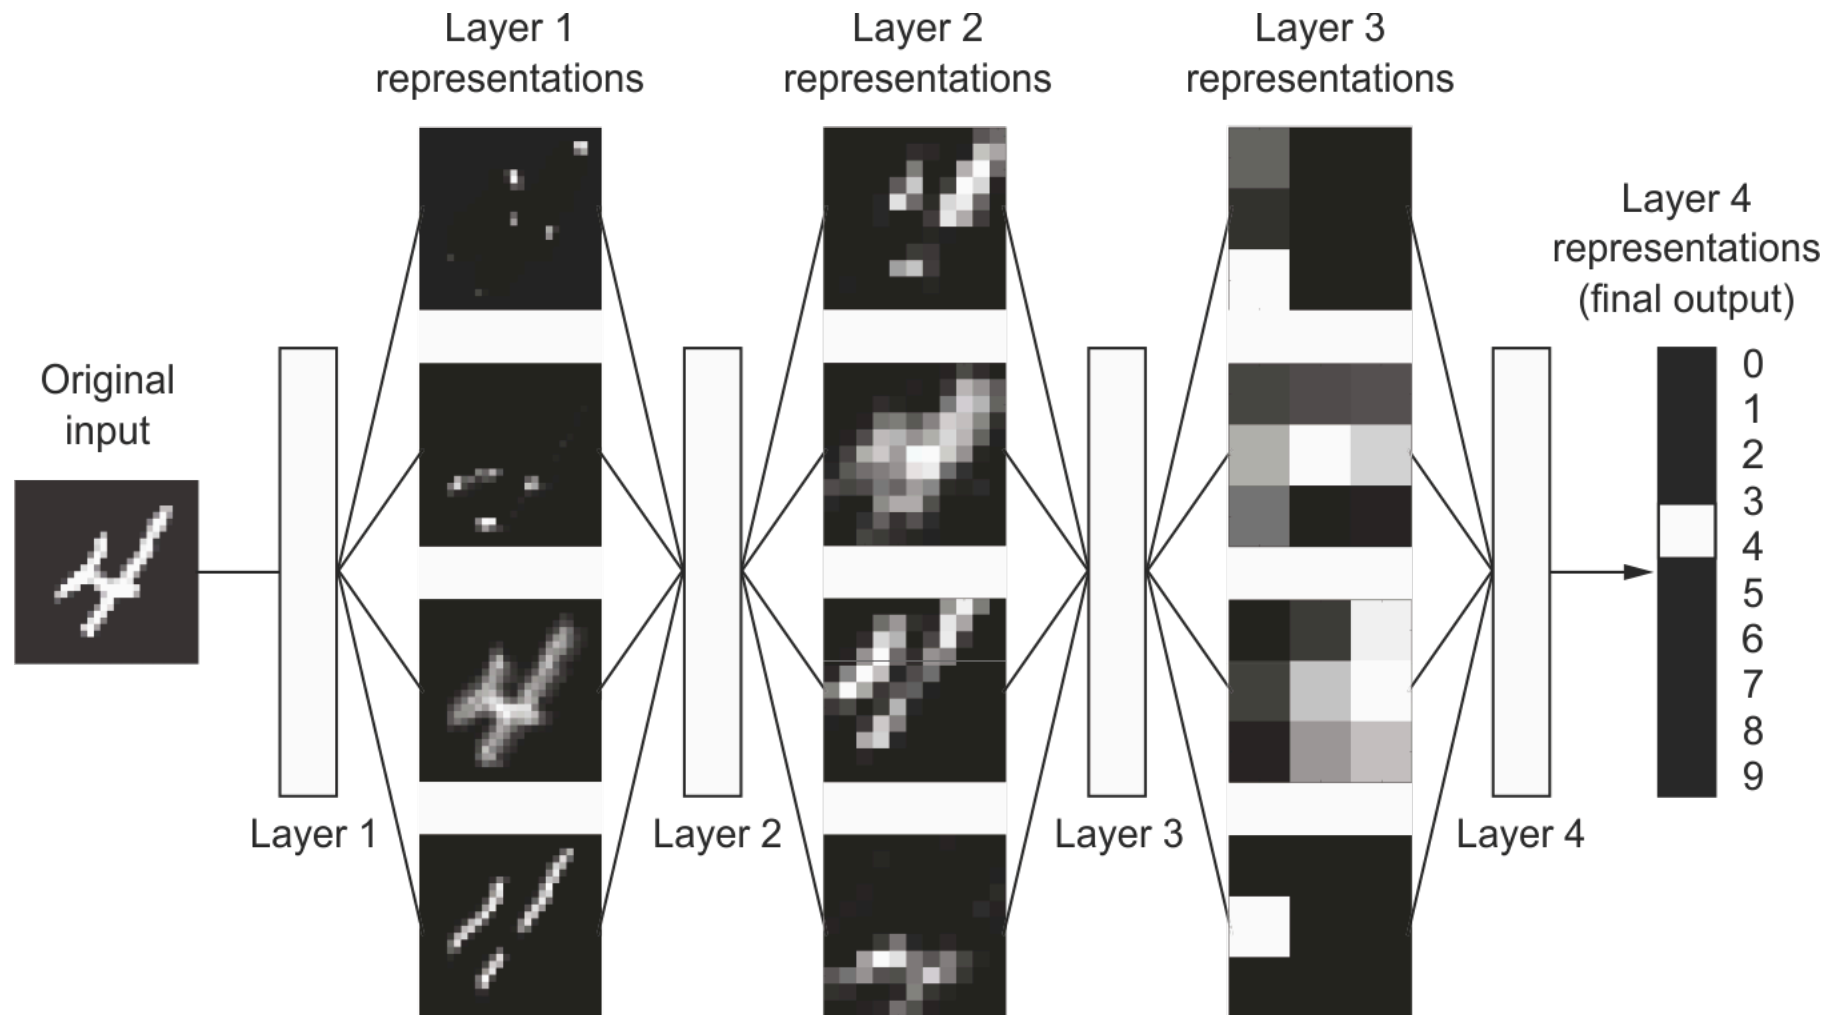 Layer 1
representations
Layer 2
representations
Layer 3
representations
Layer 4
representations
(final output)
Original
input
0
1
2
3
4
5
6
7
8
9
Layer 1
Layer 2
Layer 3
Layer 4